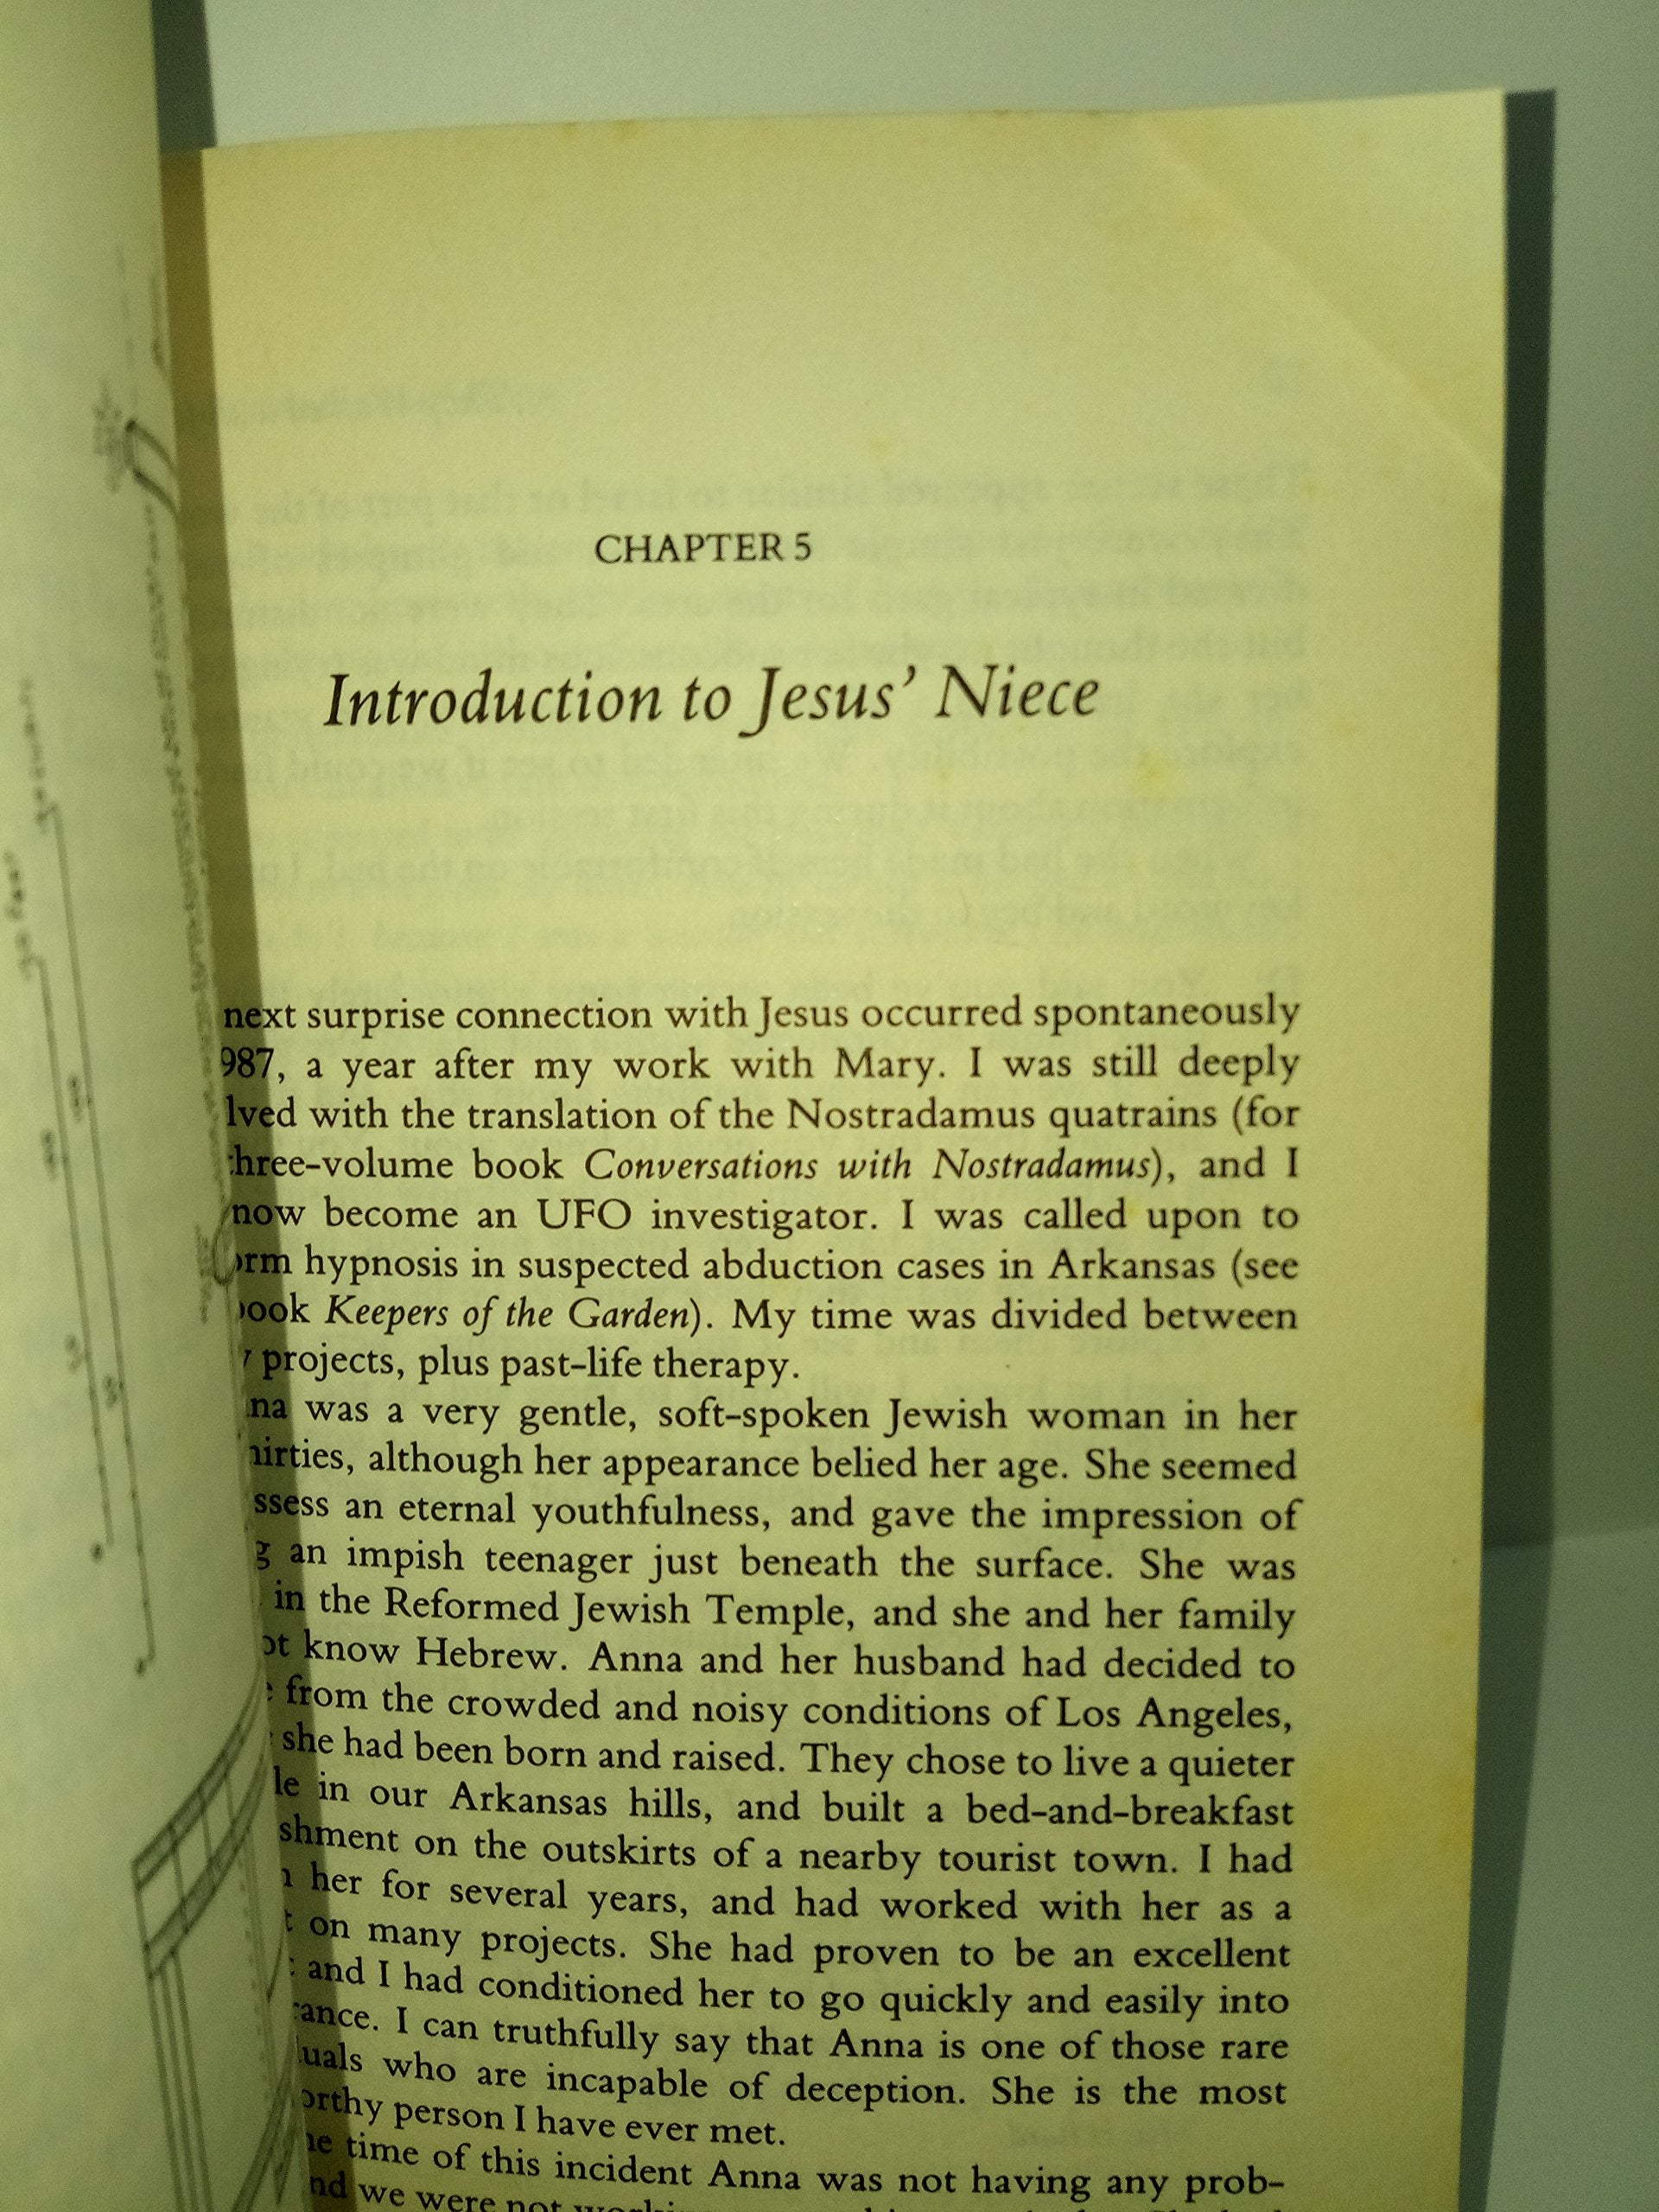 CHAPTER 5
Introduction to Jesus’ Niece
next surprise connection with Jesus occurred spontaneously
987, a year after my work with Mary. I was still deeply
lved with the translation of the Nostradamus quatrains (for
three-volume book Conversations with Nostradamus), and I
now become an UFO investigator. I was called upon to
orm hypnosis in suspected abduction cases in Arkansas (see
book Keepers of the Garden). My time was divided between
projects, plus past-life therapy.
na was a very gentle, soft-spoken Jewish woman in her
hirties, although her appearance belied her age. She seemed
ssess an eternal youthfulness, and gave the impression of
g an impish teenager just beneath the surface. She was
in the Reformed Jewish Temple, and she and her family
ot know Hebrew. Anna and her husband had decided to
from the crowded and noisy conditions of Los Angeles,
she had been born and raised. They chose to live a quieter
le in our Arkansas hills, and built a bed-and-breakfast
shment on the outskirts of a nearby tourist town. I had
her for several years, and had worked with her as a
t on many projects. She had proven to be an excellent
and I had conditioned her to go quickly and easily into
rance. I can truthfully say that Anna is one of those rare
uals who are incapable of deception. She is the most
orthy person I have ever met.
he time of this incident Anna was not having any prob-
nd we were not